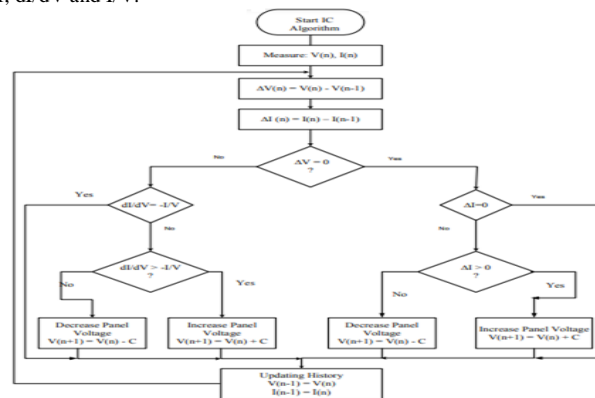 r, dI/dV and I/V.
Start IC
Algorithm
Measure: V(n), I(n)
ΔV(n) = V(n) - V(n-1)
ΔI (n) = I(n) – I(n-1)
ΔV = 0
?
No
Yes
dI/dV= -I/V
Yes
No
ΔI=0
Yes
No
dI/dV > -I/V
?
No
Yes
ΔI > 0
?
No
Yes
Decrease Panel
Voltage
V(n+1) = V(n) - C
Increase Panel
Voltage
V(n+1) = V(n) + C
Decrease Panel
Voltage
V(n+1) = V(n) - C
Increase Panel Voltage
V(n+1) = V(n) + C
Updating History
V(n-1) = V(n)
I(n-1) = I(n)